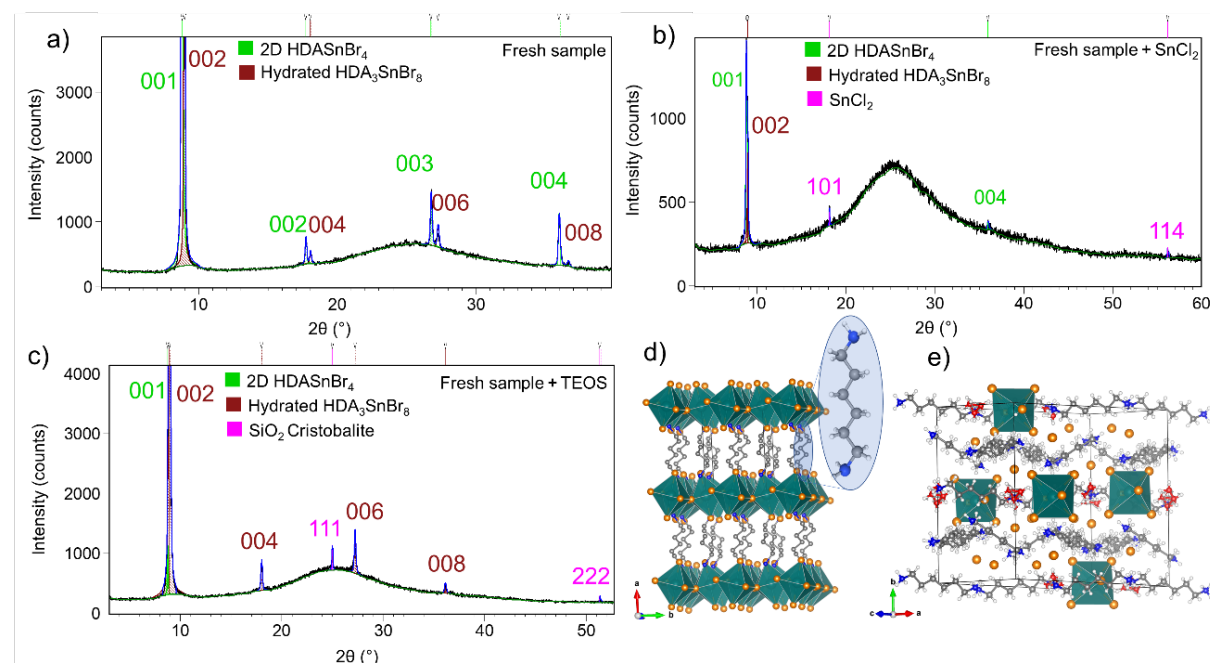 a)
2D HDASnBr₄
Hydrated HDA₃SnBr₈
Fresh sample
001
002
002
004
003
006
004
008
Intensity (counts)
3000
2000
1000
0
10
20
30
2θ (°)
b)
2D HDASnBr₄
Hydrated HDA₃SnBr₈
SnCl₂
Fresh sample + SnCl₂
001
002
101
004
114
Intensity (counts)
1000
500
0
10
20
30
40
50
60
2θ (°)
c)
2D HDASnBr₄
Hydrated HDA₃SnBr₈
SiO₂ Cristobalite
Fresh sample + TEOS
001
002
004
111
006
008
222
Intensity (counts)
4000
3000
2000
1000
0
10
20
30
40
50
2θ (°)
d)
a
b
e)
b
c
a